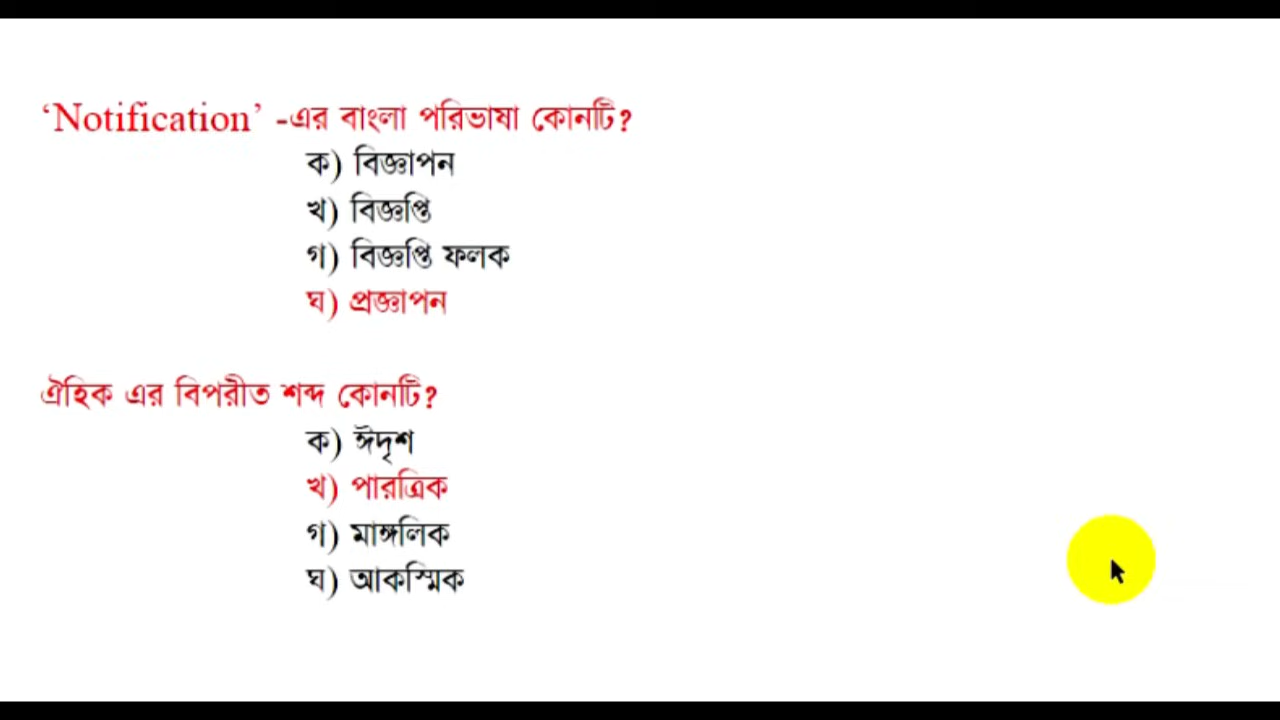 ‘Notification’ -এর বাংলা পরিভাষা কোনটি?
ক) বিজ্ঞাপন
খ) বিজ্ঞপ্তি
গ) বিজ্ঞপ্তি ফলক
ঘ) প্রজ্ঞাপন
ঐহিক এর বিপরীত শব্দ কোনটি?
ক) ঈদৃশ
খ) পারত্রিক
গ) মাঙ্গলিক
ঘ) আকস্মিক